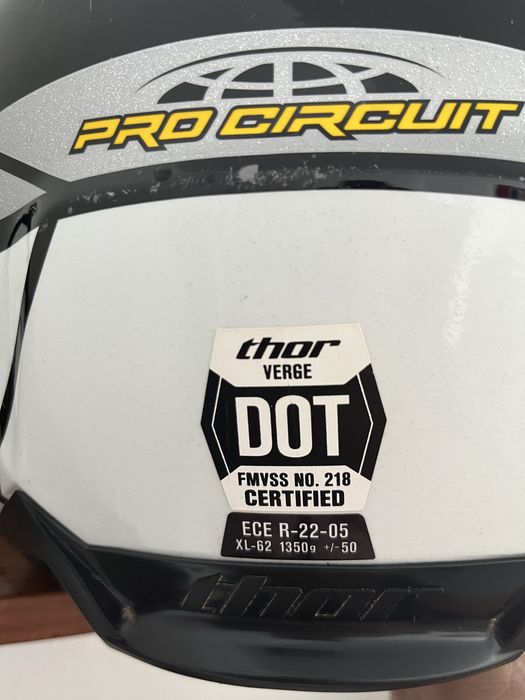 PRO CIRCUIT
thor
VERGE
DOT
FMVSS NO. 218
CERTIFIED
ECE R-22-05
XL-62 1350g +/-50
thor